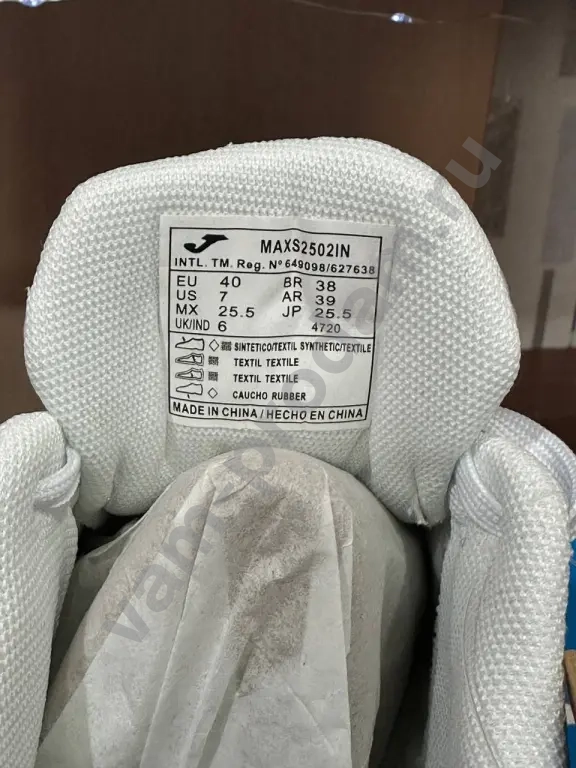 MAXS2502IN
INTL. TM. Reg. Nº 649098/627638
EU 40 BR 38
US 7 AR 39
MX 25.5 JP 25.5
UK/IND 6 4720
SINTETICO/TEXTIL SYNTHETIC/TEXTILE
TEXTIL TEXTILE
TEXTIL TEXTILE
CAUCHO RUBBER
MADE IN CHINA / HECHO EN CHINA